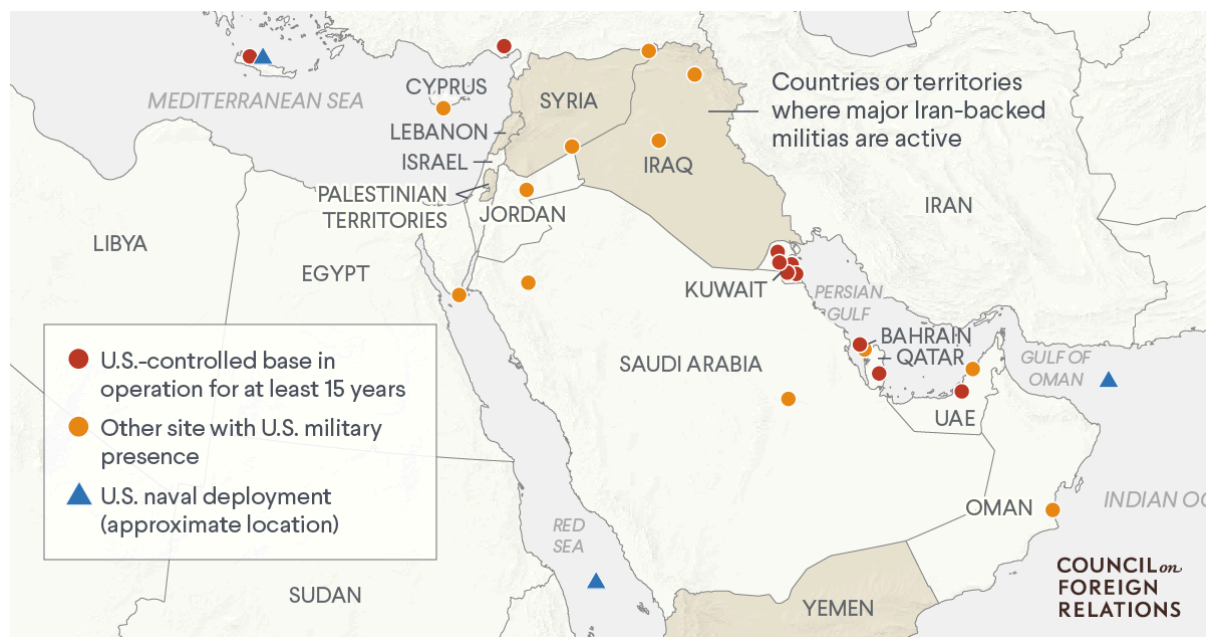 CYPRUS
MEDITERRANEAN SEA
SYRIA
Countries or territories
where major Iran-backed
militias are active
LEBANON
ISRAEL
IRAQ
PALESTINIAN
TERRITORIES
JORDAN
IRAN
LIBYA
EGYPT
KUWAIT
PERSIAN
GULF
U.S.-controlled base in
operation for at least 15 years
Other site with U.S. military
presence
U.S. naval deployment
(approximate location)
SAUDI ARABIA
BAHRAIN
QATAR
GULF OF
OMAN
UAE
OMAN
INDIAN OC
RED
SEA
SUDAN
YEMEN
COUNCIL on
FOREIGN
RELATIONS